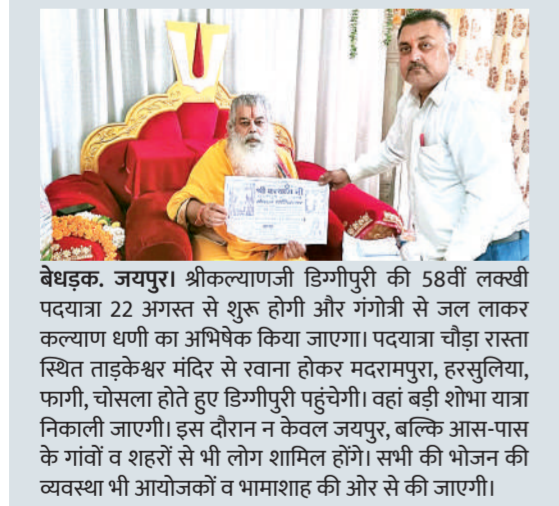 श्री कल्याण जी
बेधड़क. जयपुर। श्रीकल्याणजी डिग्गीपुरी की 58वीं लक्खी
पदयात्रा 22 अगस्त से शुरू होगी और गंगोत्री से जल लाकर
कल्याण धणी का अभिषेक किया जाएगा। पदयात्रा चौड़ा रास्ता
स्थित ताड़केश्वर मंदिर से रवाना होकर मदरामपुरा, हरसुलिया,
फागी, चोसला होते हुए डिग्गीपुरी पहुंचेगी। वहां बड़ी शोभा यात्रा
निकाली जाएगी। इस दौरान न केवल जयपुर, बल्कि आस-पास
के गांवों व शहरों से भी लोग शामिल होंगे। सभी की भोजन की
व्यवस्था भी आयोजकों व भामाशाह की ओर से की जाएगी।